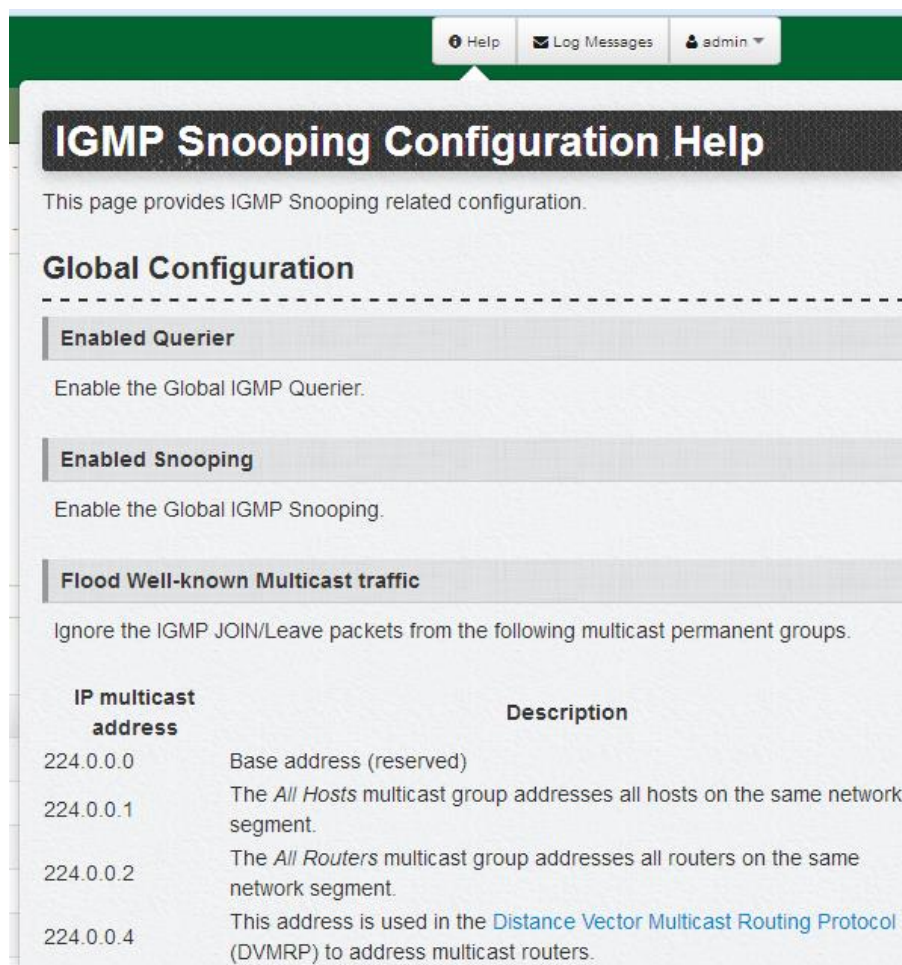 Help
Log Messages
admin
IGMP Snooping Configuration Help
This page provides IGMP Snooping related configuration.
Global Configuration
Enabled Querier
Enable the Global IGMP Querier.
Enabled Snooping
Enable the Global IGMP Snooping.
Flood Well-known Multicast traffic
Ignore the IGMP JOIN/Leave packets from the following multicast permanent groups.
IP multicast
address
Description
224.0.0.0
Base address (reserved)
224.0.0.1
The All Hosts multicast group addresses all hosts on the same network
segment.
224.0.0.2
The All Routers multicast group addresses all routers on the same
network segment.
224.0.0.4
This address is used in the Distance Vector Multicast Routing Protocol
(DVMRP) to address multicast routers.